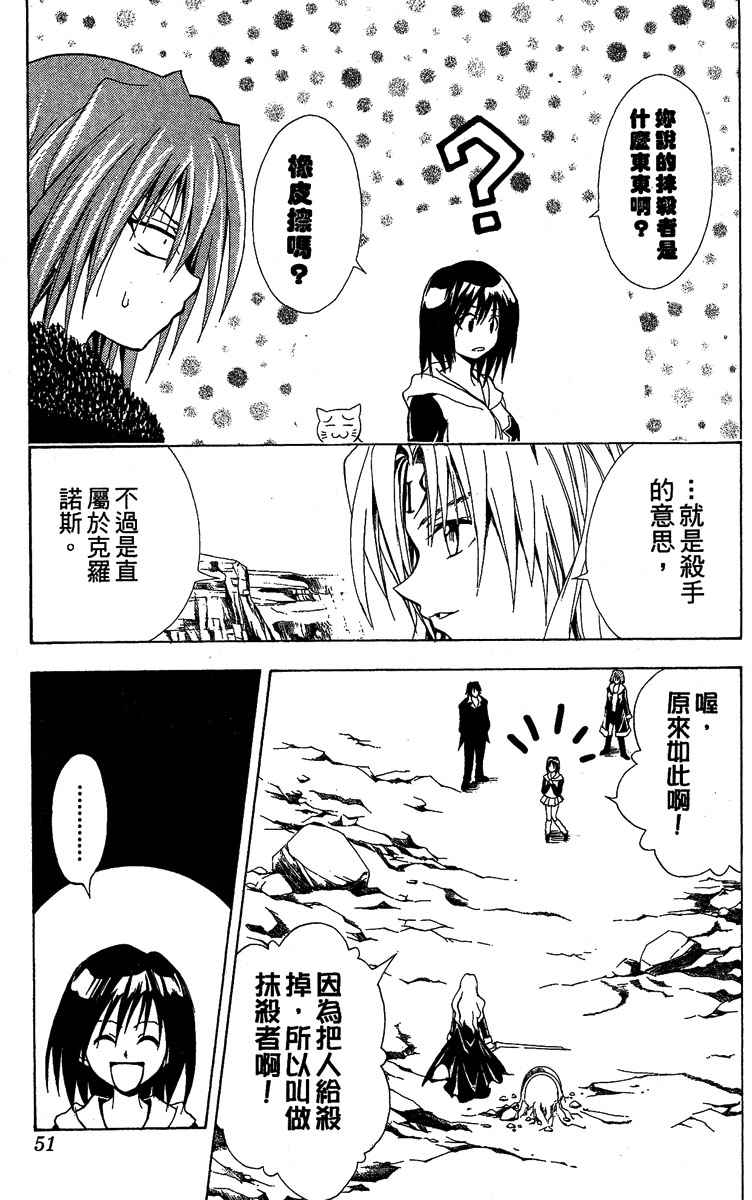 妳說的抹殺者是
什麼東東啊？
？
橡皮擦嗎？
…就是殺手
的意思，
不過是直
屬於克羅
諾斯。
喔，
原來如此啊！
因為把人給殺
掉，所以叫做
抹殺者啊！
…………
51